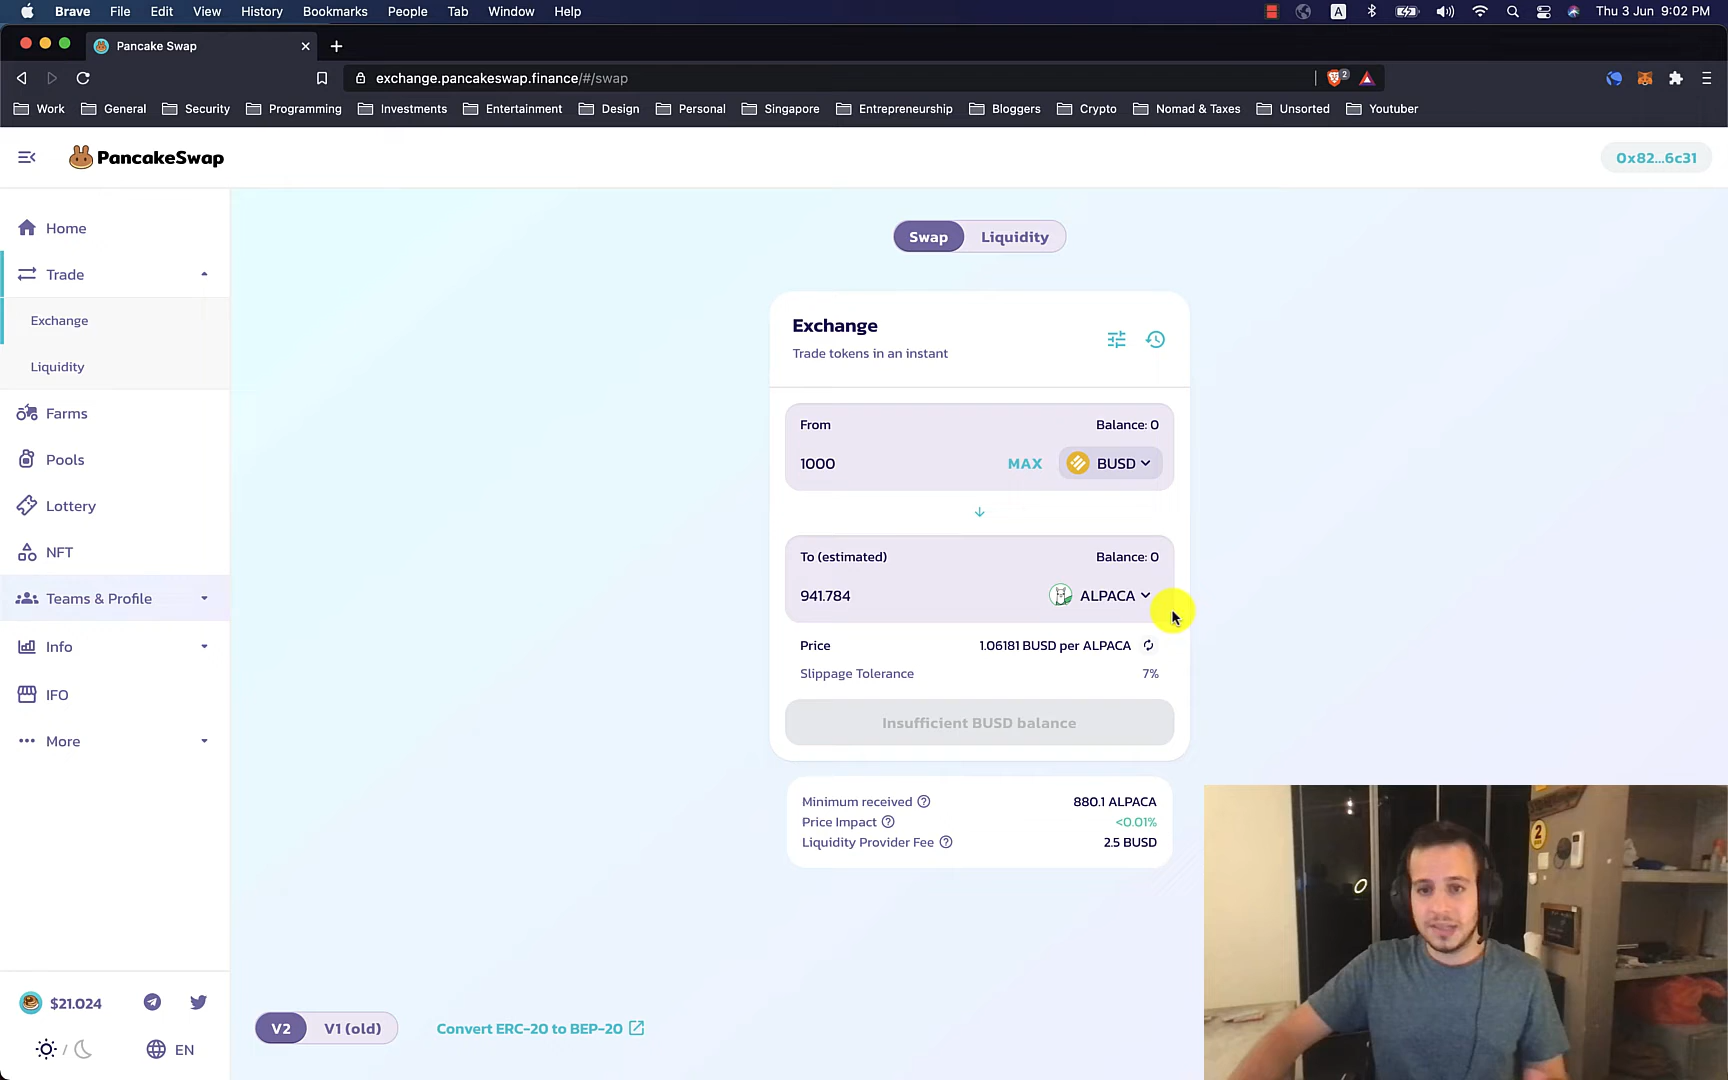 Brave File Edit View History Bookmarks People Tab Window Help
A
Thu 3 Jun 9:02 PM
Pancake Swap
exchange.pancakeswap.finance/#/swap
2
Work General Security Programming Investments Entertainment Design Personal Singapore Entrepreneurship Bloggers Crypto Nomad & Taxes Unsorted Youtuber
PancakeSwap
0x82...6c31
Home
Trade
Exchange
Liquidity
Farms
Pools
Lottery
NFT
Teams & Profile
Info
IFO
More
$21.024
EN
Swap Liquidity
Exchange
Trade tokens in an instant
From Balance: 0
1000 MAX BUSD
To (estimated) Balance: 0
941.784 ALPACA
Price 1.06181 BUSD per ALPACA
Slippage Tolerance 7%
Insufficient BUSD balance
Minimum received 880.1 ALPACA
Price Impact <0.01%
Liquidity Provider Fee 2.5 BUSD
V2 V1 (old)
Convert ERC-20 to BEP-20
2